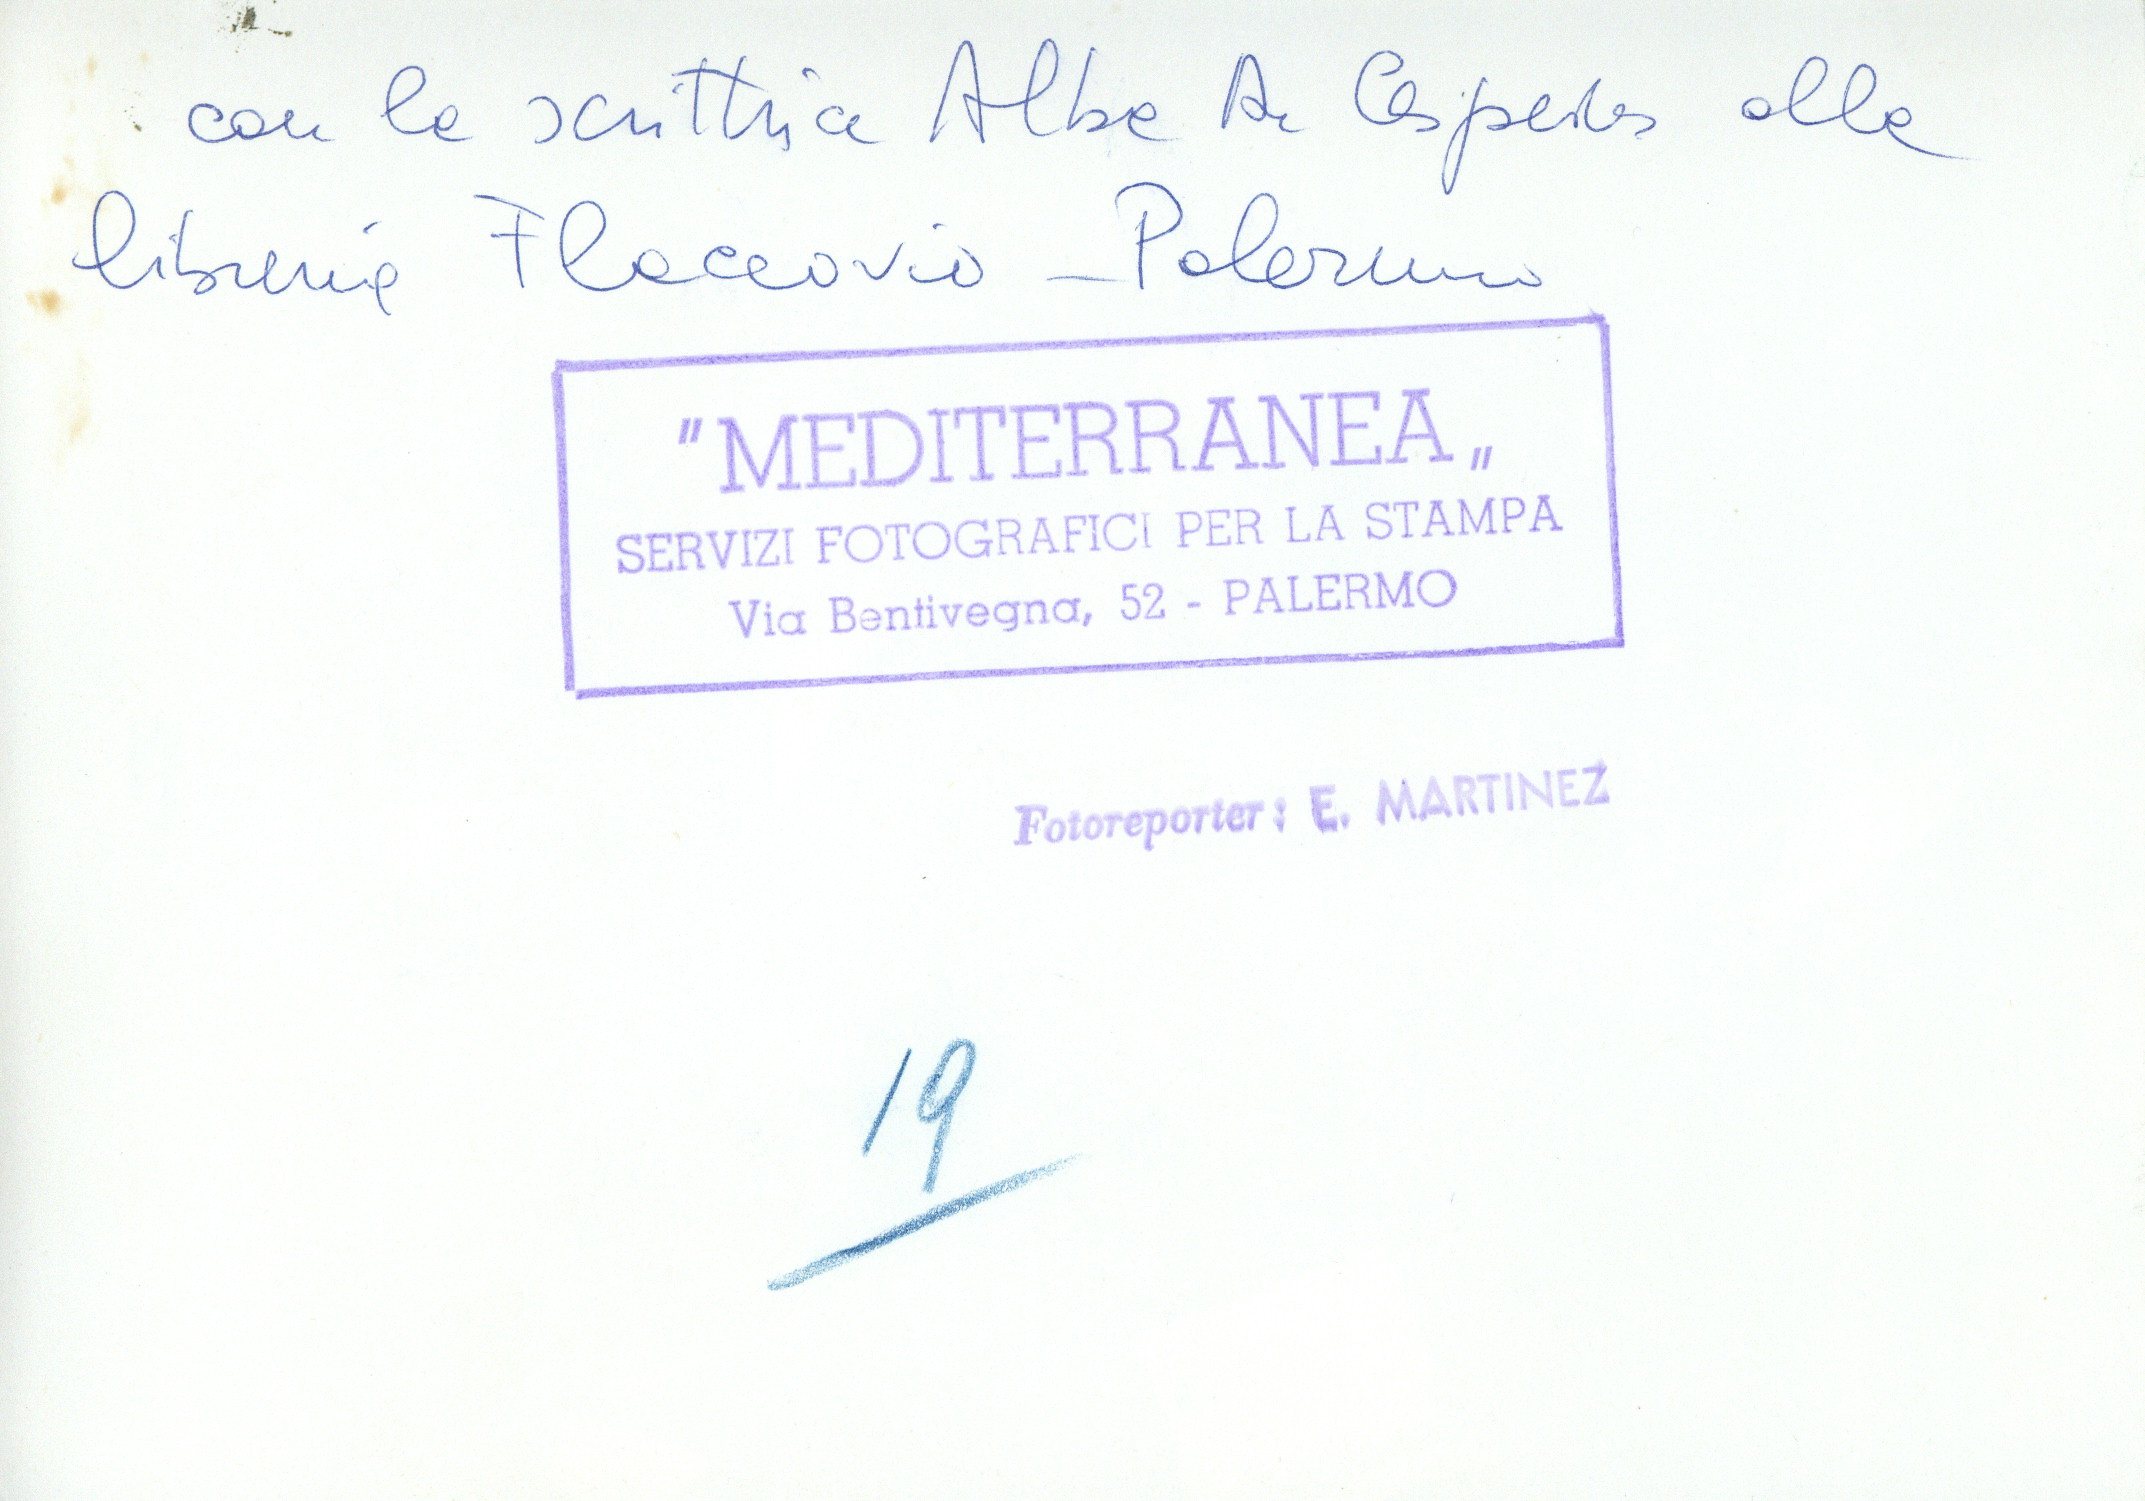 con la scrittrice Alba De Cespedes alla
libreria Flaccovio - Palermo
"MEDITERRANEA„
SERVIZI FOTOGRAFICI PER LA STAMPA
Via Bentivegna, 52 - PALERMO
Fotoreporter: E. MARTINEZ
19